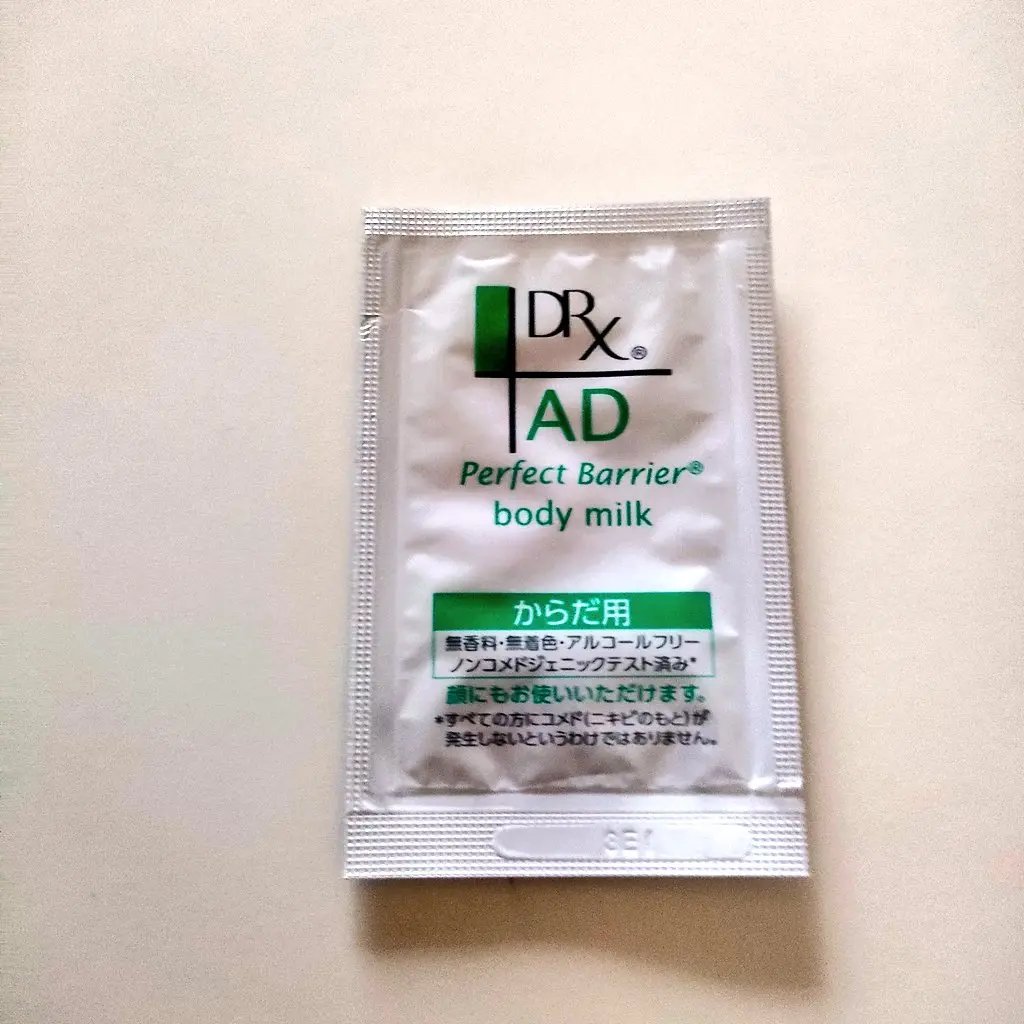 DRX®
AD
Perfect Barrier®
body milk
からだ用
無香料・無着色・アルコールフリー
ノンコメドジェニックテスト済み*
顔にもお使いいただけます。
*すべての方にコメド(ニキビのもと)が
発生しないというわけではありません。